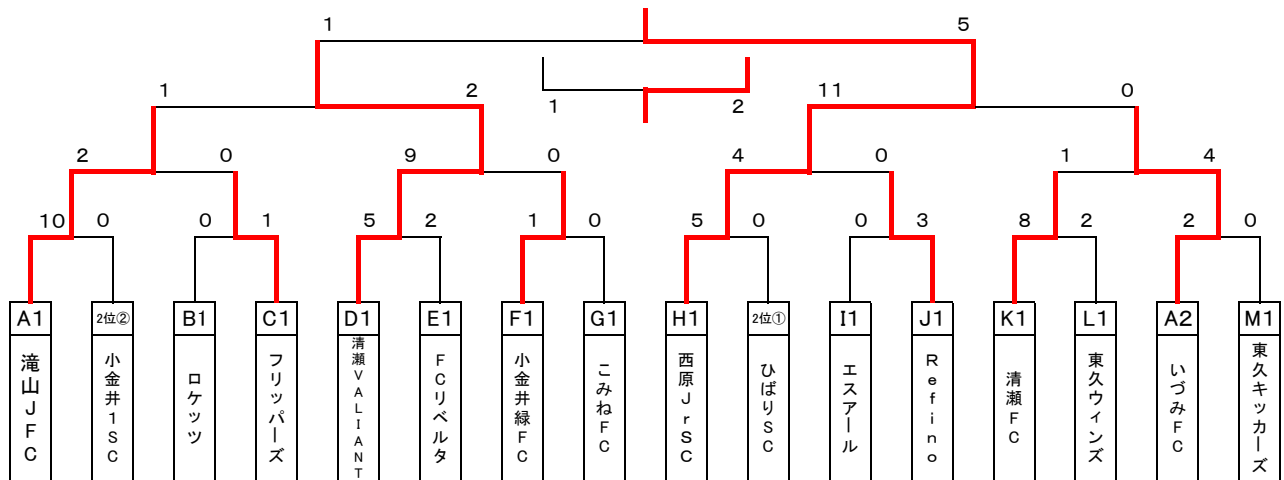 1 5
1 2 1 2 11 0
2 0 9 0 4 0 1 4
10 0 0 1 5 2 1 0 5 0 0 3 8 2 2 0
A1 2位② B1 C1 D1 E1 F1 G1 H1 2位① I1 J1 K1 L1 A2 M1
滝山JFC
小金井1SC
ロケッツ
フリッパーズ
清瀬VALIANT
FCリベルタ
小金井緑FC
こみねFC
西原JrSC
ひばりSC
エスアール
Refino
清瀬FC
東久ウィンズ
いづみFC
東久キッカーズ